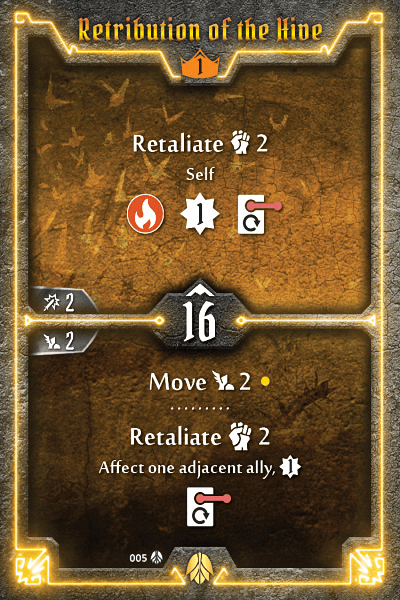 Retribution of the Hive
1
Retaliate 2
Self
1
2
16
2
Move 2
Retaliate 2
Affect one adjacent ally,
005